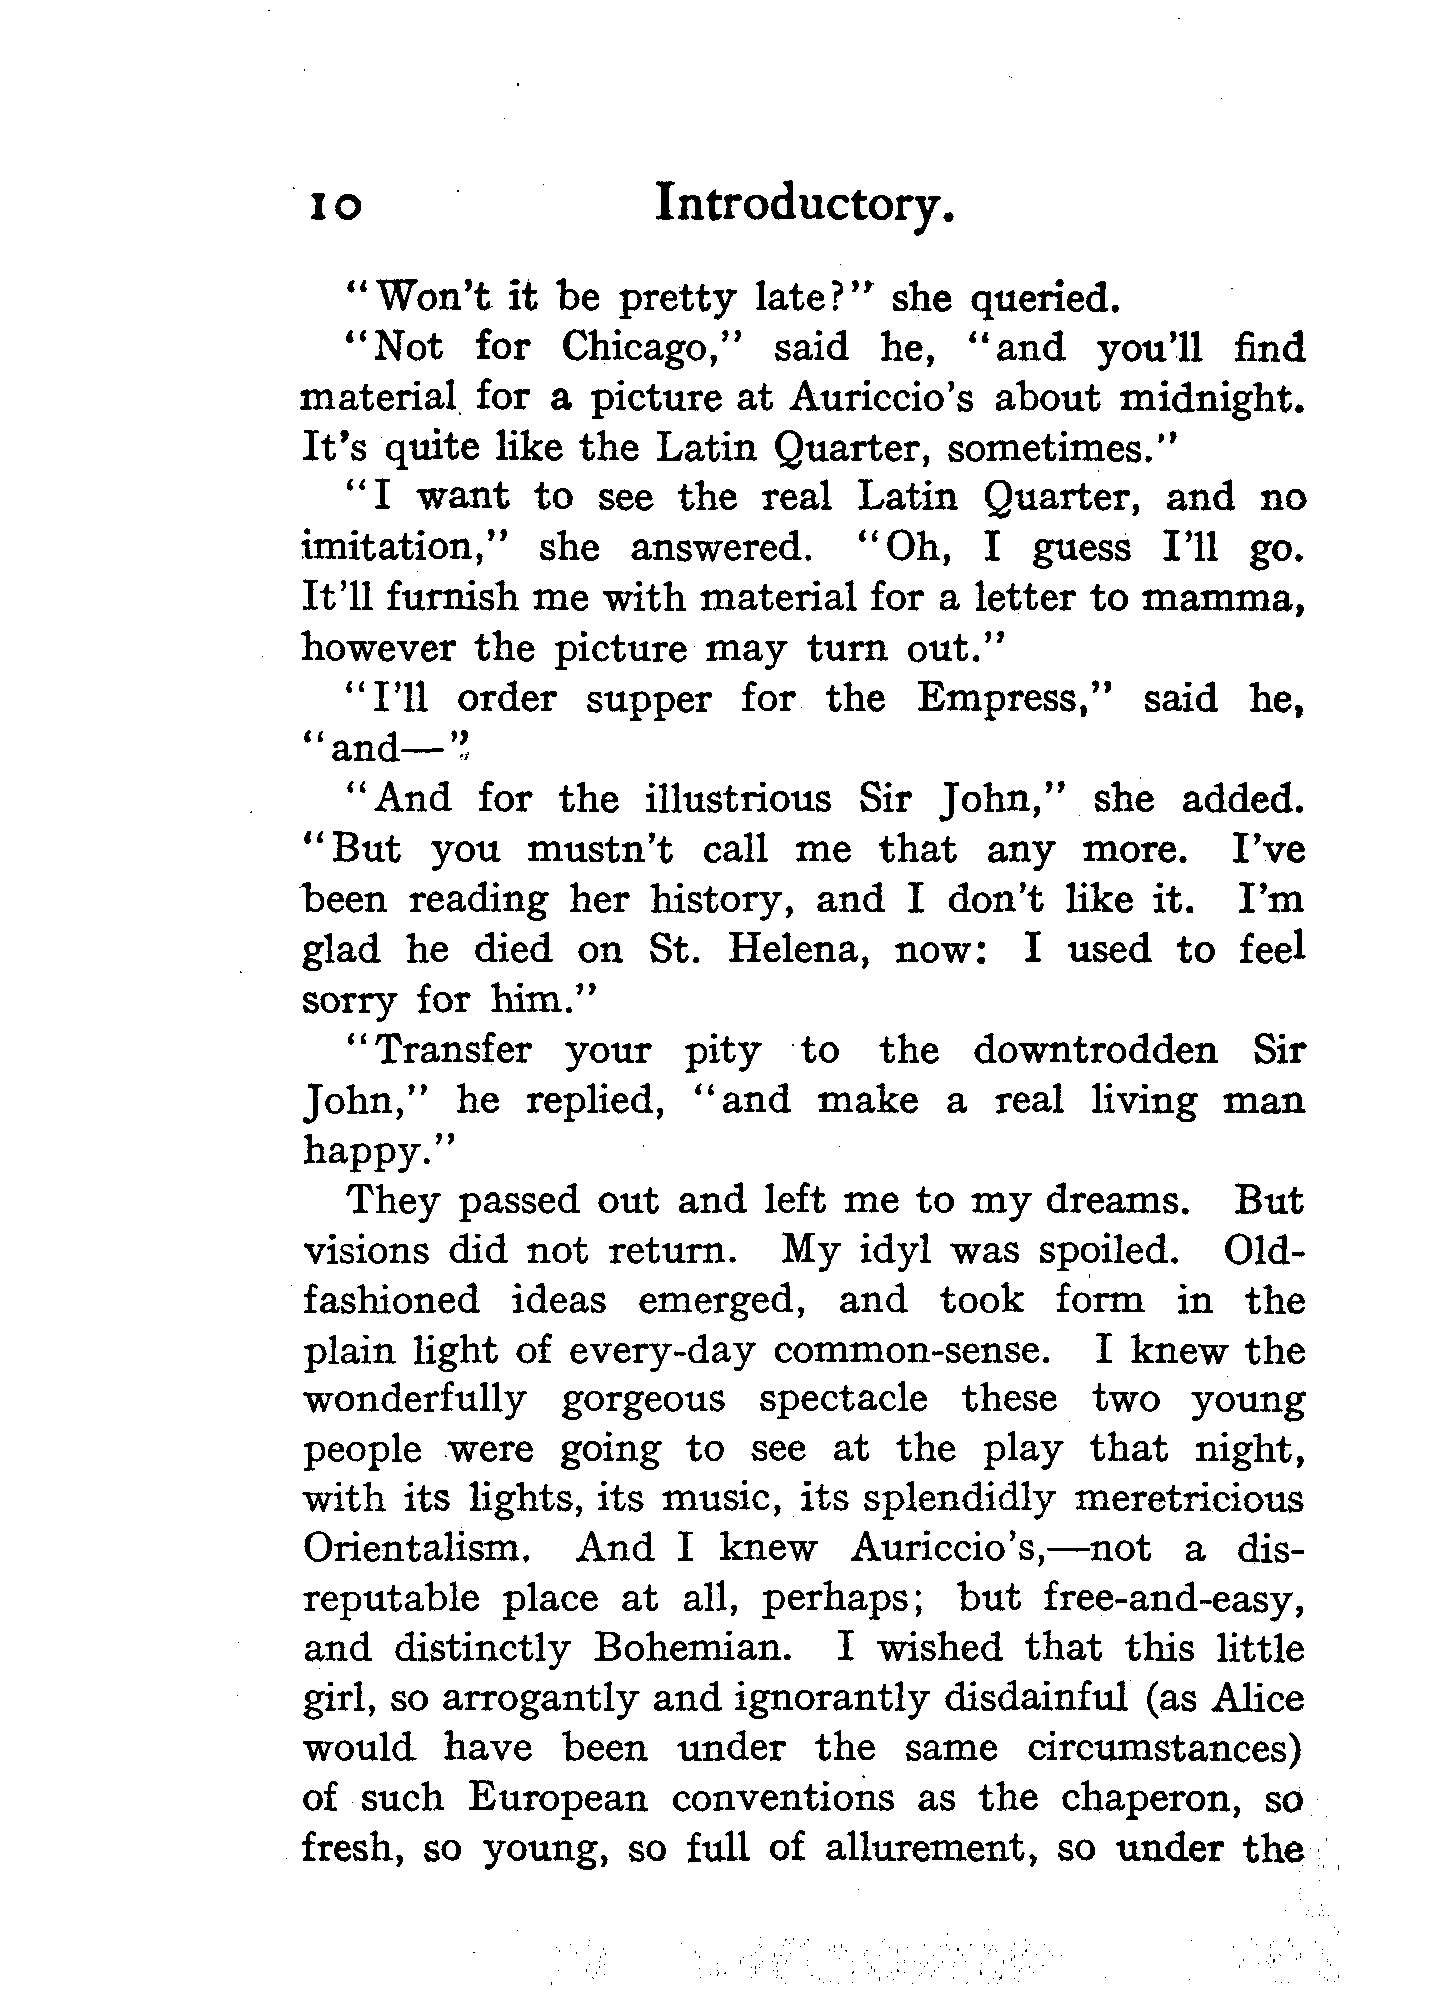 10 Introductory.
"Won't it be pretty late?" she queried.
"Not for Chicago," said he, "and you'll find
material for a picture at Auriccio's about midnight.
It's quite like the Latin Quarter, sometimes."
"I want to see the real Latin Quarter, and no
imitation," she answered. "Oh, I guess I'll go.
It'll furnish me with material for a letter to mamma,
however the picture may turn out."
"I'll order supper for the Empress," said he,
"and—"
"And for the illustrious Sir John," she added.
"But you mustn't call me that any more. I've
been reading her history, and I don't like it. I'm
glad he died on St. Helena, now: I used to feel
sorry for him."
"Transfer your pity to the downtrodden Sir
John," he replied, "and make a real living man
happy."
They passed out and left me to my dreams. But
visions did not return. My idyl was spoiled. Old-
fashioned ideas emerged, and took form in the
plain light of every-day common-sense. I knew the
wonderfully gorgeous spectacle these two young
people were going to see at the play that night,
with its lights, its music, its splendidly meretricious
Orientalism. And I knew Auriccio's,—not a dis-
reputable place at all, perhaps; but free-and-easy,
and distinctly Bohemian. I wished that this little
girl, so arrogantly and ignorantly disdainful (as Alice
would have been under the same circumstances)
of such European conventions as the chaperon, so
fresh, so young, so full of allurement, so under the